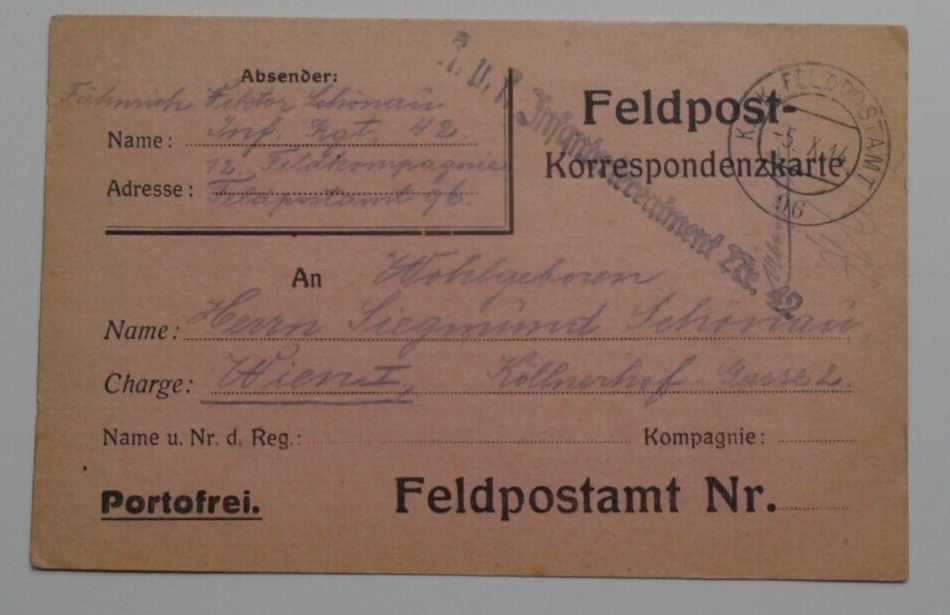 Absender:
Fähnrich Viktor Schönau
Name: Inf. Rgt. 42.
12. Feldkompagnie
Adresse: Feldpostamt 96.
Feldpost-
Korrespondenzkarte.
K. u. K. Infanterieregiment Nr. 42
K. u. K. FELDPOSTAMT
5. X. 14
96
An Wohlgeboren
Name: Herrn Siegmund Schönau
Charge: Wien I, Köllnerhof-Gasse 2.
Name u. Nr. d. Reg.: Kompagnie:
Portofrei. Feldpostamt Nr.